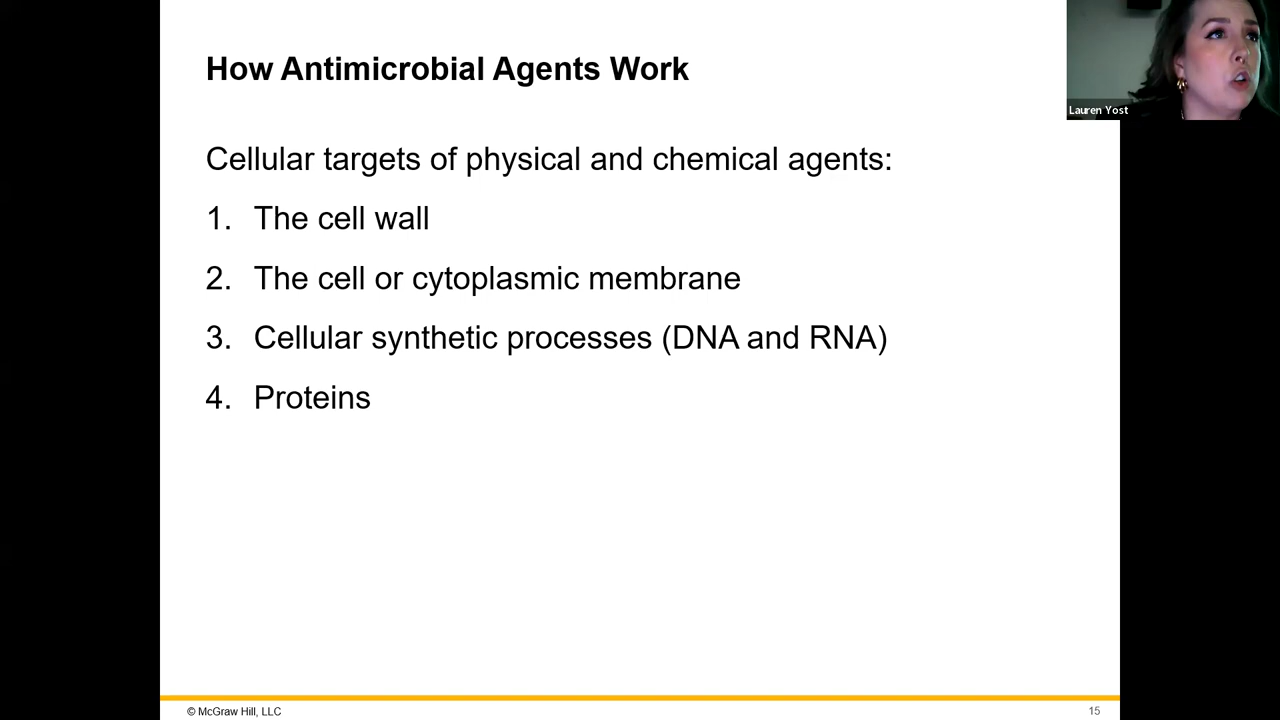 How Antimicrobial Agents Work
Lauren Yost
Cellular targets of physical and chemical agents:
1. The cell wall
2. The cell or cytoplasmic membrane
3. Cellular synthetic processes (DNA and RNA)
4. Proteins
© McGraw Hill, LLC
15